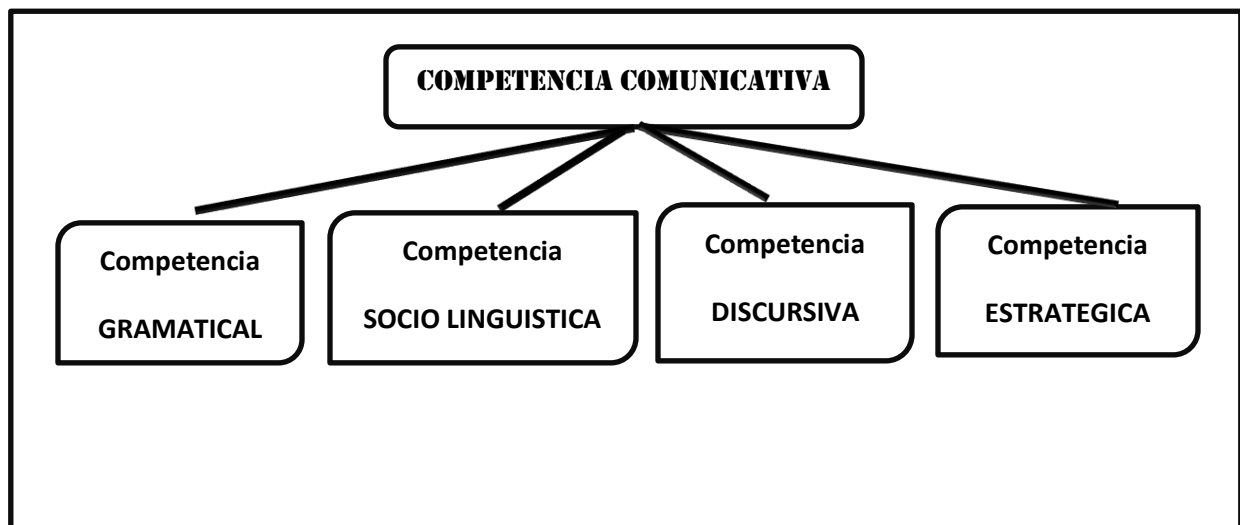 COMPETENCIA COMUNICATIVA
Competencia
GRAMATICAL
Competencia
SOCIO LINGUISTICA
Competencia
DISCURSIVA
Competencia
ESTRATEGICA